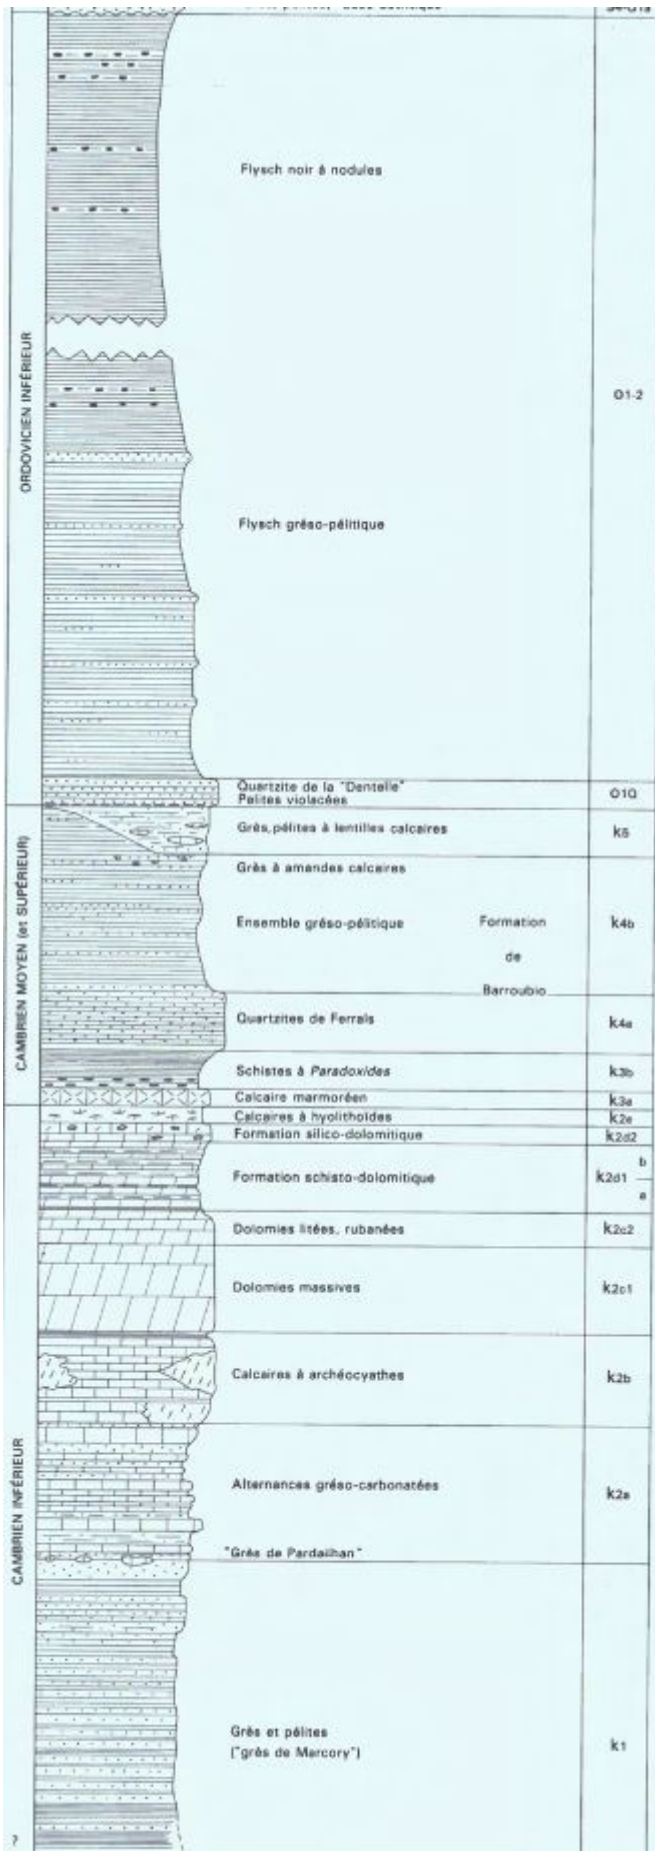 Flysch noir à nodules
ORDOVICIEN INFÉRIEUR
O1-2
Flysch gréso-pélitique
Quartzite de la "Dentelle"
Pélites violacées
O1Q
Grès, pélites à lentilles calcaires
k5
Grès à amandes calcaires
CAMBRIEN MOYEN (et SUPÉRIEUR)
Ensemble gréso-pélitique
Formation
de
Barroubio
k4b
Quartzites de Ferrals
k4a
Schistes à Paradoxides
k3b
Calcaire marmoréen
k3a
Calcaires à hyolithoïdes
k2e
Formation silico-dolomitique
k2d2
Formation schisto-dolomitique
k2d1
b
a
Dolomies litées, rubanées
k2c2
Dolomies massives
k2c1
Calcaires à archéocyathes
k2b
CAMBRIEN INFÉRIEUR
Alternances gréso-carbonatées
k2a
"Grès de Pardailhan"
Grès et pélites
("grès de Marcory")
k1
?